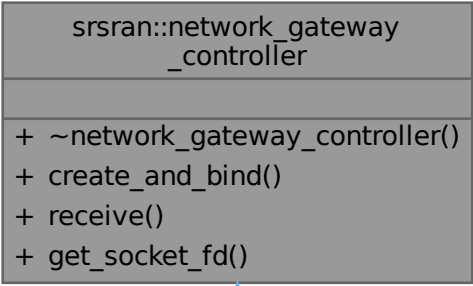 srsran::network_gateway
_controller
+ ~network_gateway_controller()
+ create_and_bind()
+ receive()
+ get_socket_fd()